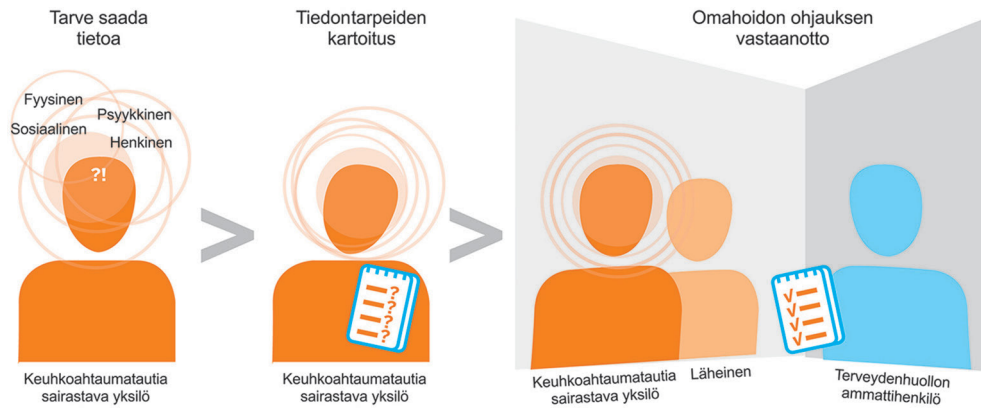 Tarve saada
tietoa
Fyysinen
Psyykkinen
Sosiaalinen
Henkinen
?!
Keuhkoahtaumatautia
sairastava yksilö
>
Tiedontarpeiden
kartoitus
?
?
?
?
Keuhkoahtaumatautia
sairastava yksilö
>
Omahoidon ohjauksen
vastaanotto
Keuhkoahtaumatautia
sairastava yksilö
Läheinen
Terveydenhuollon
ammattihenkilö